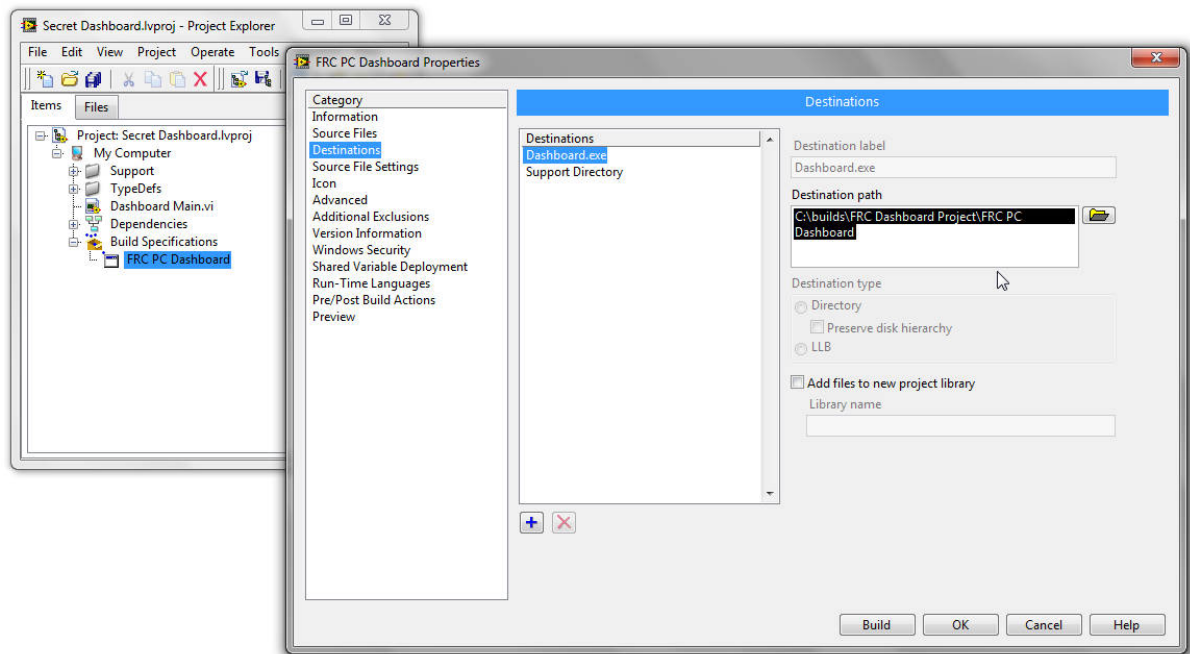 Secret Dashboard.lvproj - Project Explorer
File Edit View Project Operate Tools
Items Files
Project: Secret Dashboard.lvproj
My Computer
Support
TypeDefs
Dashboard Main.vi
Dependencies
Build Specifications
FRC PC Dashboard
FRC PC Dashboard Properties
Category
Information
Source Files
Destinations
Source File Settings
Icon
Advanced
Additional Exclusions
Version Information
Windows Security
Shared Variable Deployment
Run-Time Languages
Pre/Post Build Actions
Preview
Destinations
Destinations
Dashboard.exe
Support Directory
Destination label
Dashboard.exe
Destination path
C:\builds\FRC Dashboard Project\FRC PC
Dashboard
Destination type
Directory
Preserve disk hierarchy
LLB
Add files to new project library
Library name
Build OK Cancel Help